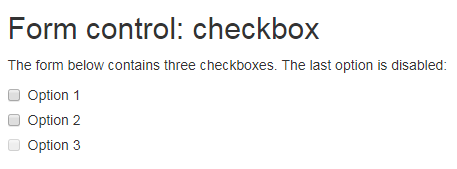 Form control: checkbox
The form below contains three checkboxes. The last option is disabled:
Option 1
Option 2
Option 3